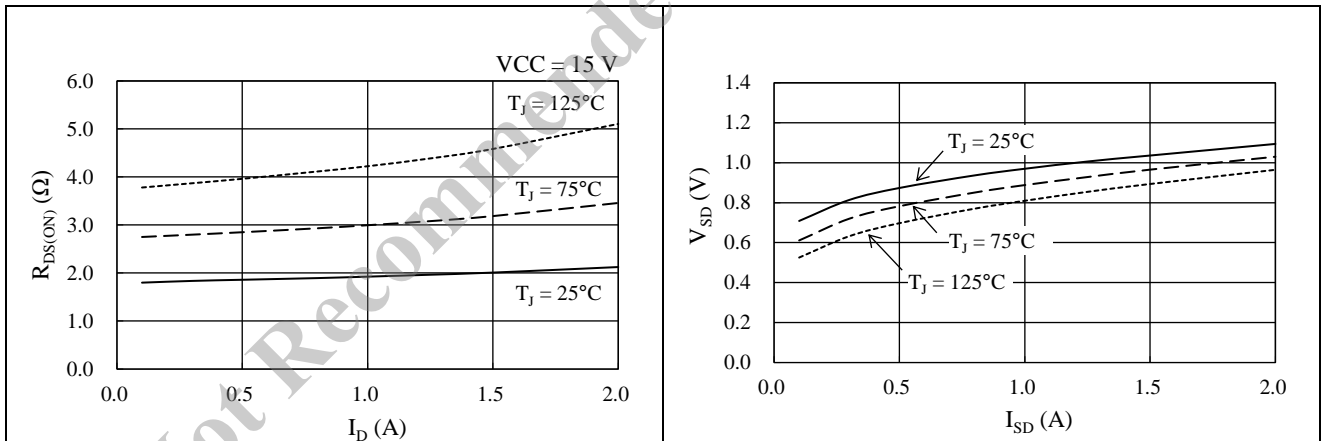 VCC = 15 V
R_DS(ON) (Ω)
6.0
5.0
4.0
3.0
2.0
1.0
0.0
T_J = 125°C
T_J = 75°C
T_J = 25°C
0.0 0.5 1.0 1.5 2.0
I_D (A)
V_SD (V)
1.4
1.2
1.0
0.8
0.6
0.4
0.2
0.0
T_J = 25°C
T_J = 75°C
T_J = 125°C
0.0 0.5 1.0 1.5 2.0
I_SD (A)
Not Recommende